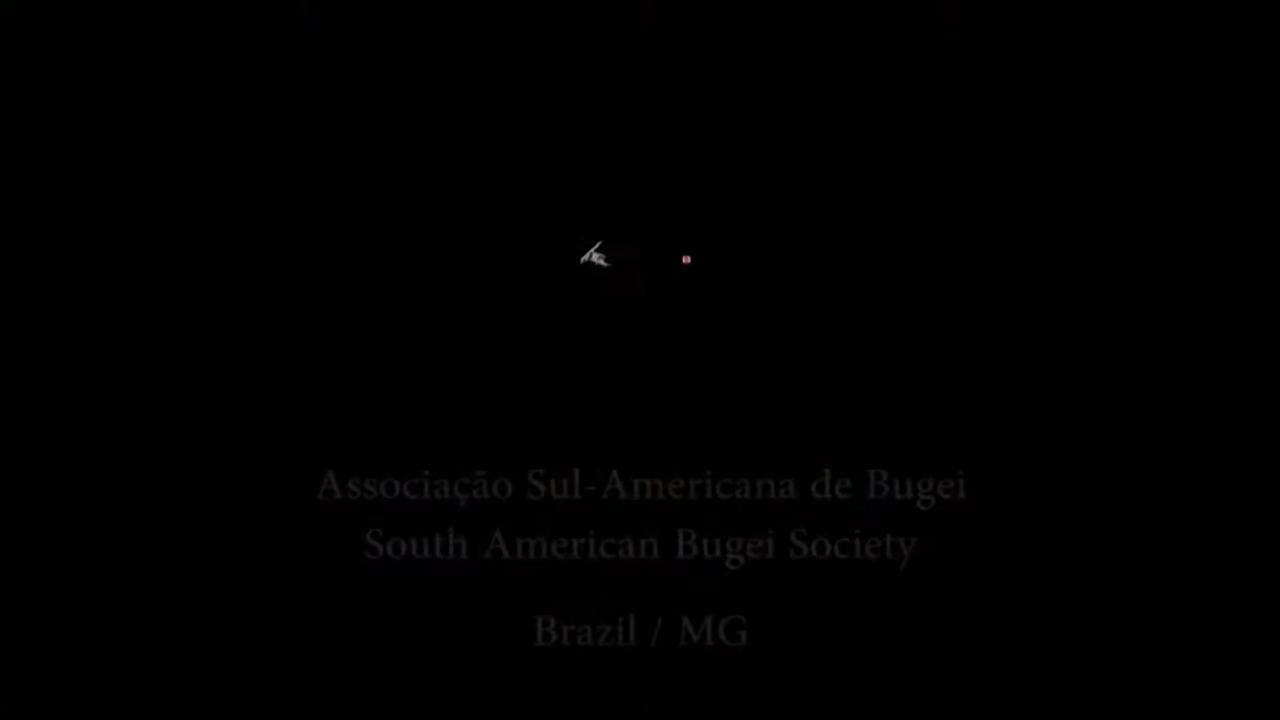 Associação Sul-Americana de Bugei
South American Bugei Society
Brazil / MG